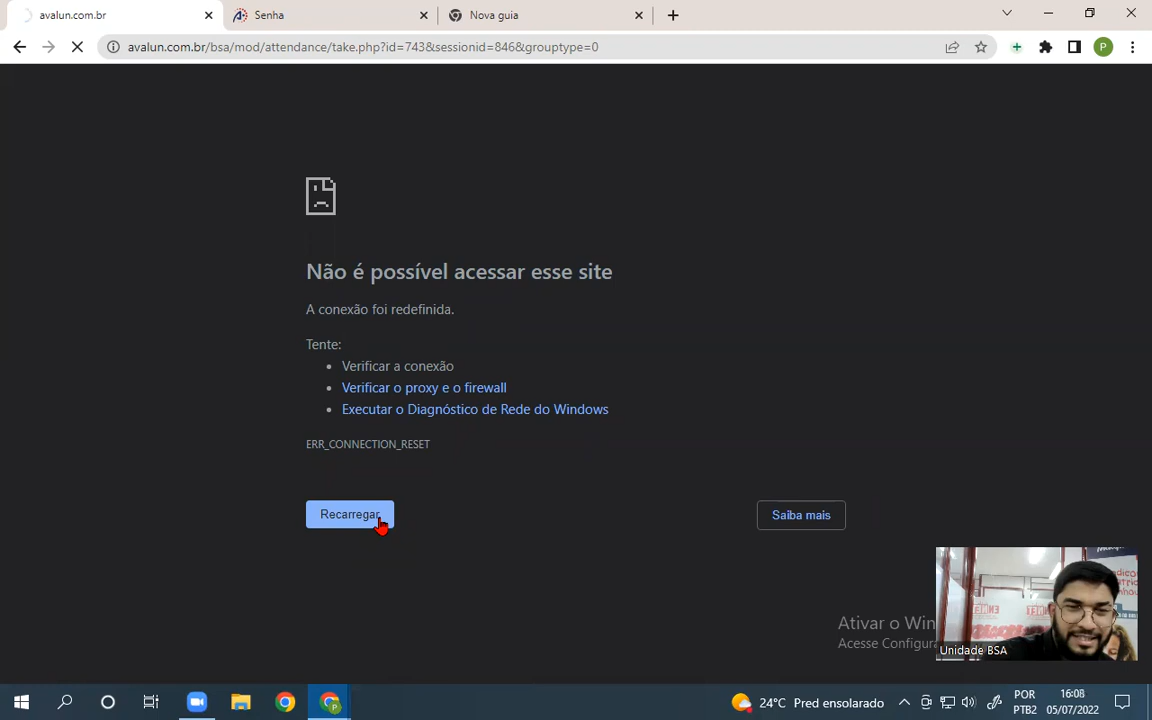 avalun.com.br
Senha
Nova guia
avalun.com.br/bsa/mod/attendance/take.php?id=743&sessionid=846&grouptype=0
P
Não é possível acessar esse site
A conexão foi redefinida.
Tente:
Verificar a conexão
Verificar o proxy e o firewall
Executar o Diagnóstico de Rede do Windows
ERR_CONNECTION_RESET
Recarregar
Saiba mais
Ativar o Win
Acesse Configura
Unidade BSA
24°C Pred ensolarado
POR
PTB2
16:08
05/07/2022